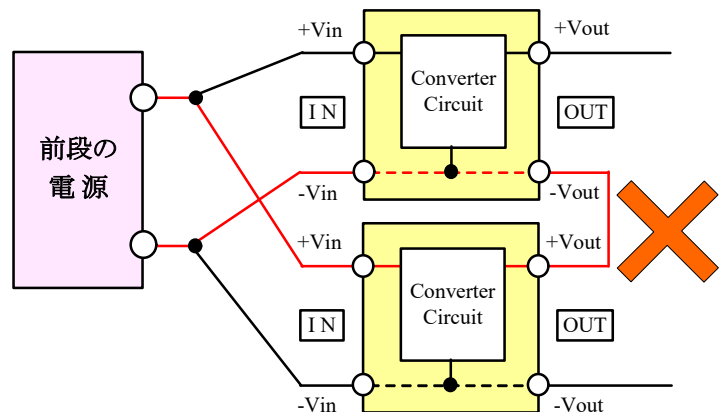 前段の
電 源
+Vin
+Vout
Converter
Circuit
I N
OUT
-Vin
-Vout
+Vin
+Vout
Converter
Circuit
I N
OUT
-Vin
-Vout